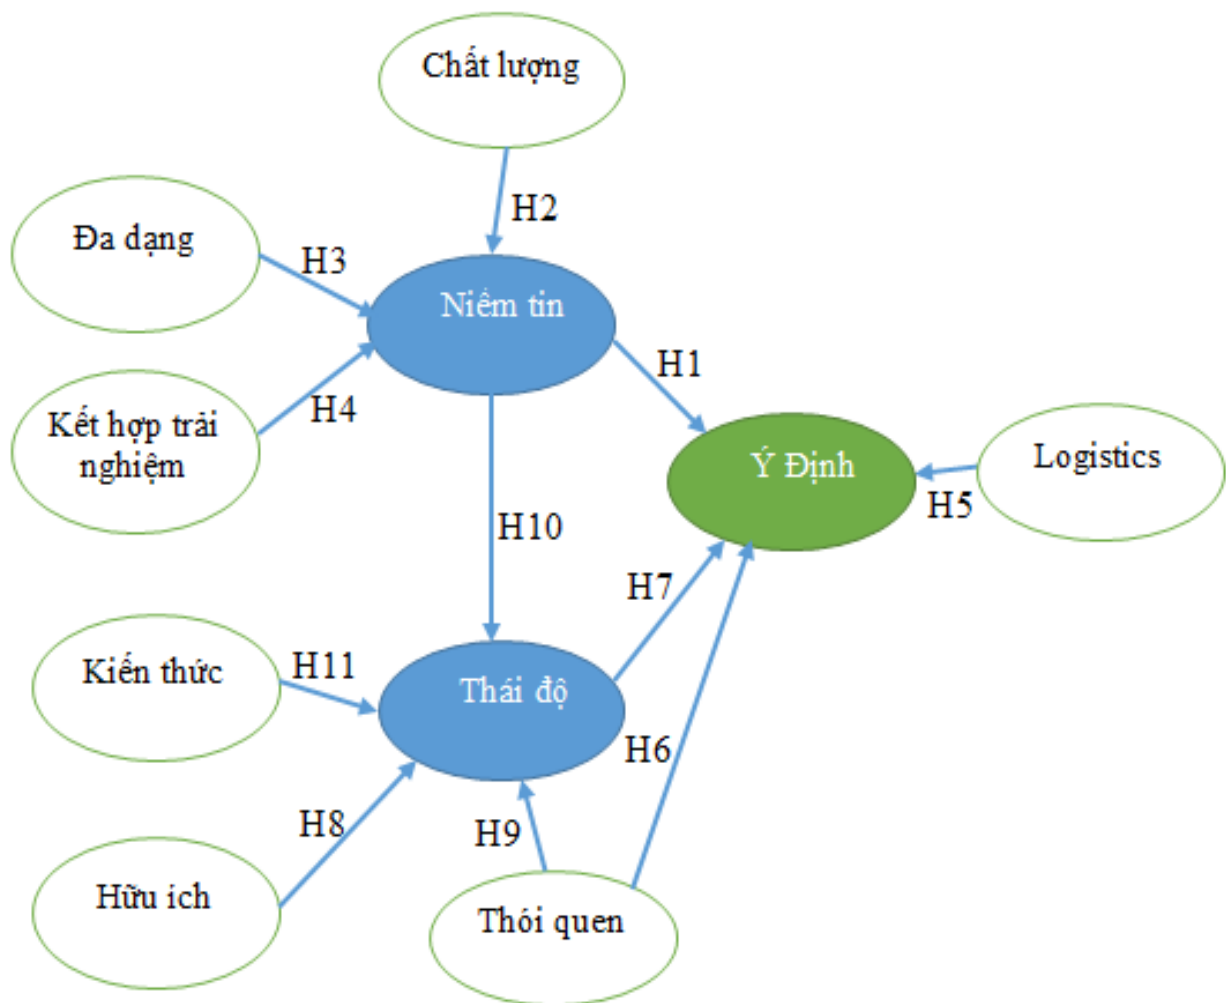 Chất lượng
H2
Đa dạng
H3
Niềm tin
H1
Kết hợp trải
nghiệm
H4
Ý Định
Logistics
H5
H10
H7
Kiến thức
H11
Thái độ
H6
H8
H9
Hữu ích
Thói quen